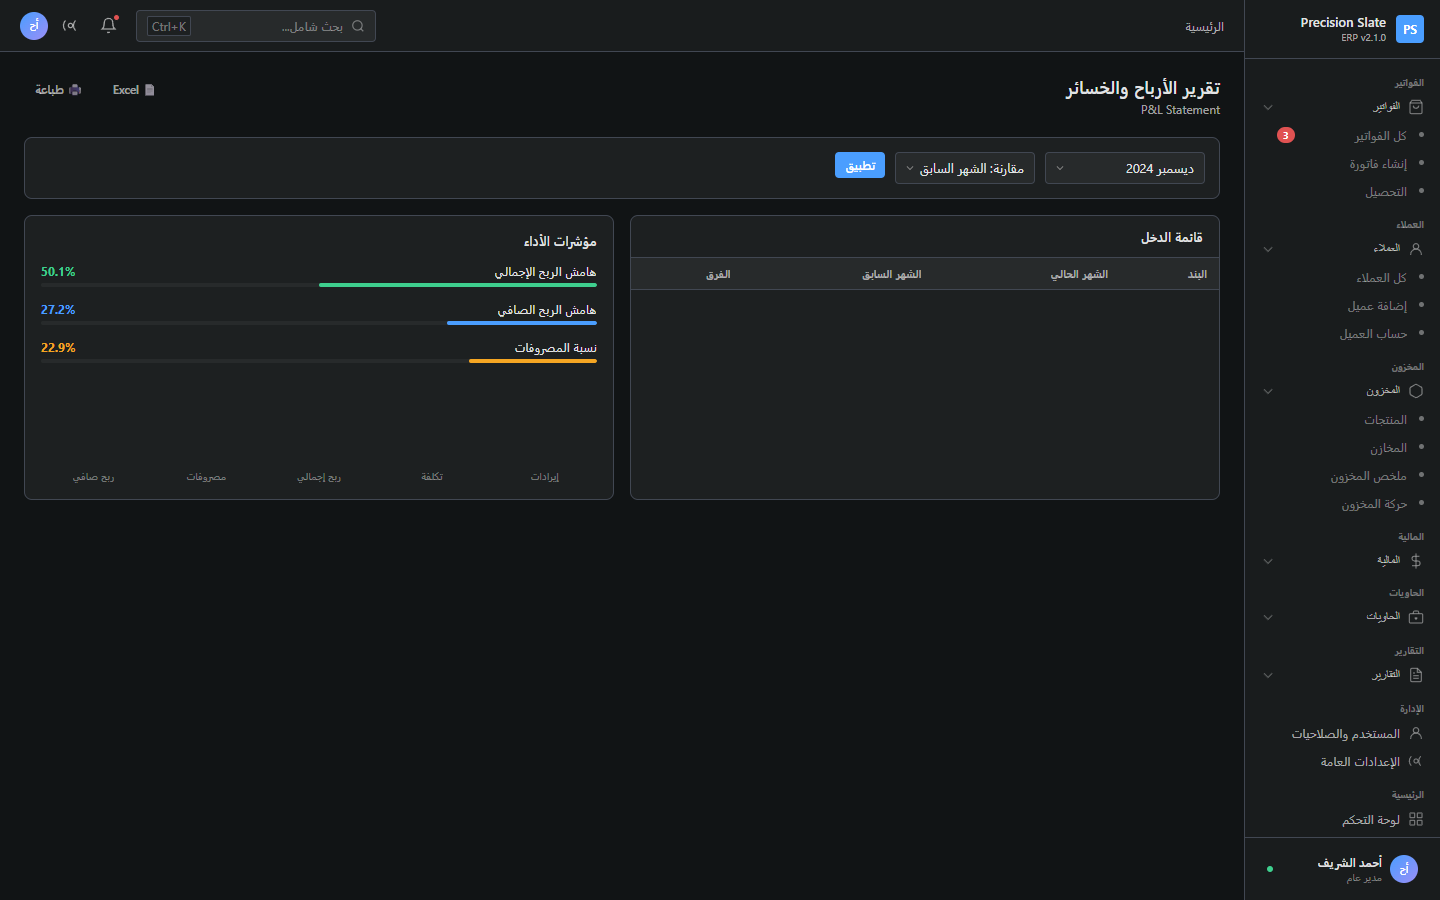 Precision Slate
ERP v2.1.0
PS
الرئيسية
بحث شامل...
Ctrl+K
أح
الفواتير
الفواتير
كل الفواتير
3
إنشاء فاتورة
التحصيل
العملاء
العملاء
كل العملاء
إضافة عميل
حساب العميل
المخزون
المخزون
المنتجات
المخازن
ملخص المخزون
حركة المخزون
المالية
المالية
الحاويات
الحاويات
التقارير
التقارير
الإدارة
المستخدم والصلاحيات
الإعدادات العامة
الرئيسية
لوحة التحكم
أح
أحمد الشريف
مدير عام
تقرير الأرباح والخسائر
P&L Statement
Excel
طباعة
ديسمبر 2024
مقارنة: الشهر السابق
تطبيق
قائمة الدخل
البند الشهر الحالي الشهر السابق الفرق
مؤشرات الأداء
هامش الربح الإجمالي 50.1%
هامش الربح الصافي 27.2%
نسبة المصروفات 22.9%
إيرادات تكلفة ربح إجمالي مصروفات ربح صافي